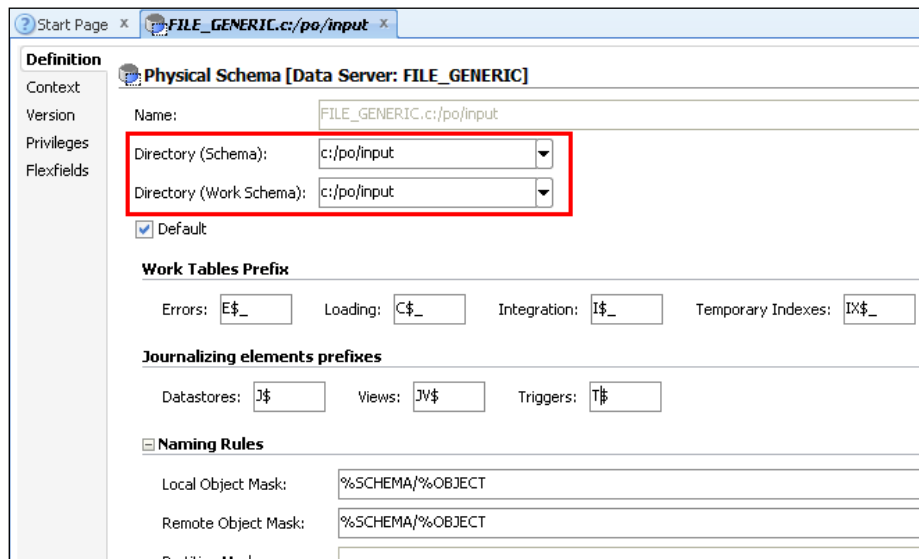 Start Page x FILE_GENERIC.c:/po/input x
Definition
Context
Version
Privileges
Flexfields
Physical Schema [Data Server: FILE_GENERIC]
Name: FILE_GENERIC.c:/po/input
Directory (Schema): c:/po/input
Directory (Work Schema): c:/po/input
Default
Work Tables Prefix
Errors: E$_ Loading: C$_ Integration: I$_ Temporary Indexes: IX$_
Journalizing elements prefixes
Datastores: J$ Views: JV$ Triggers: T$
Naming Rules
Local Object Mask: %SCHEMA/%OBJECT
Remote Object Mask: %SCHEMA/%OBJECT